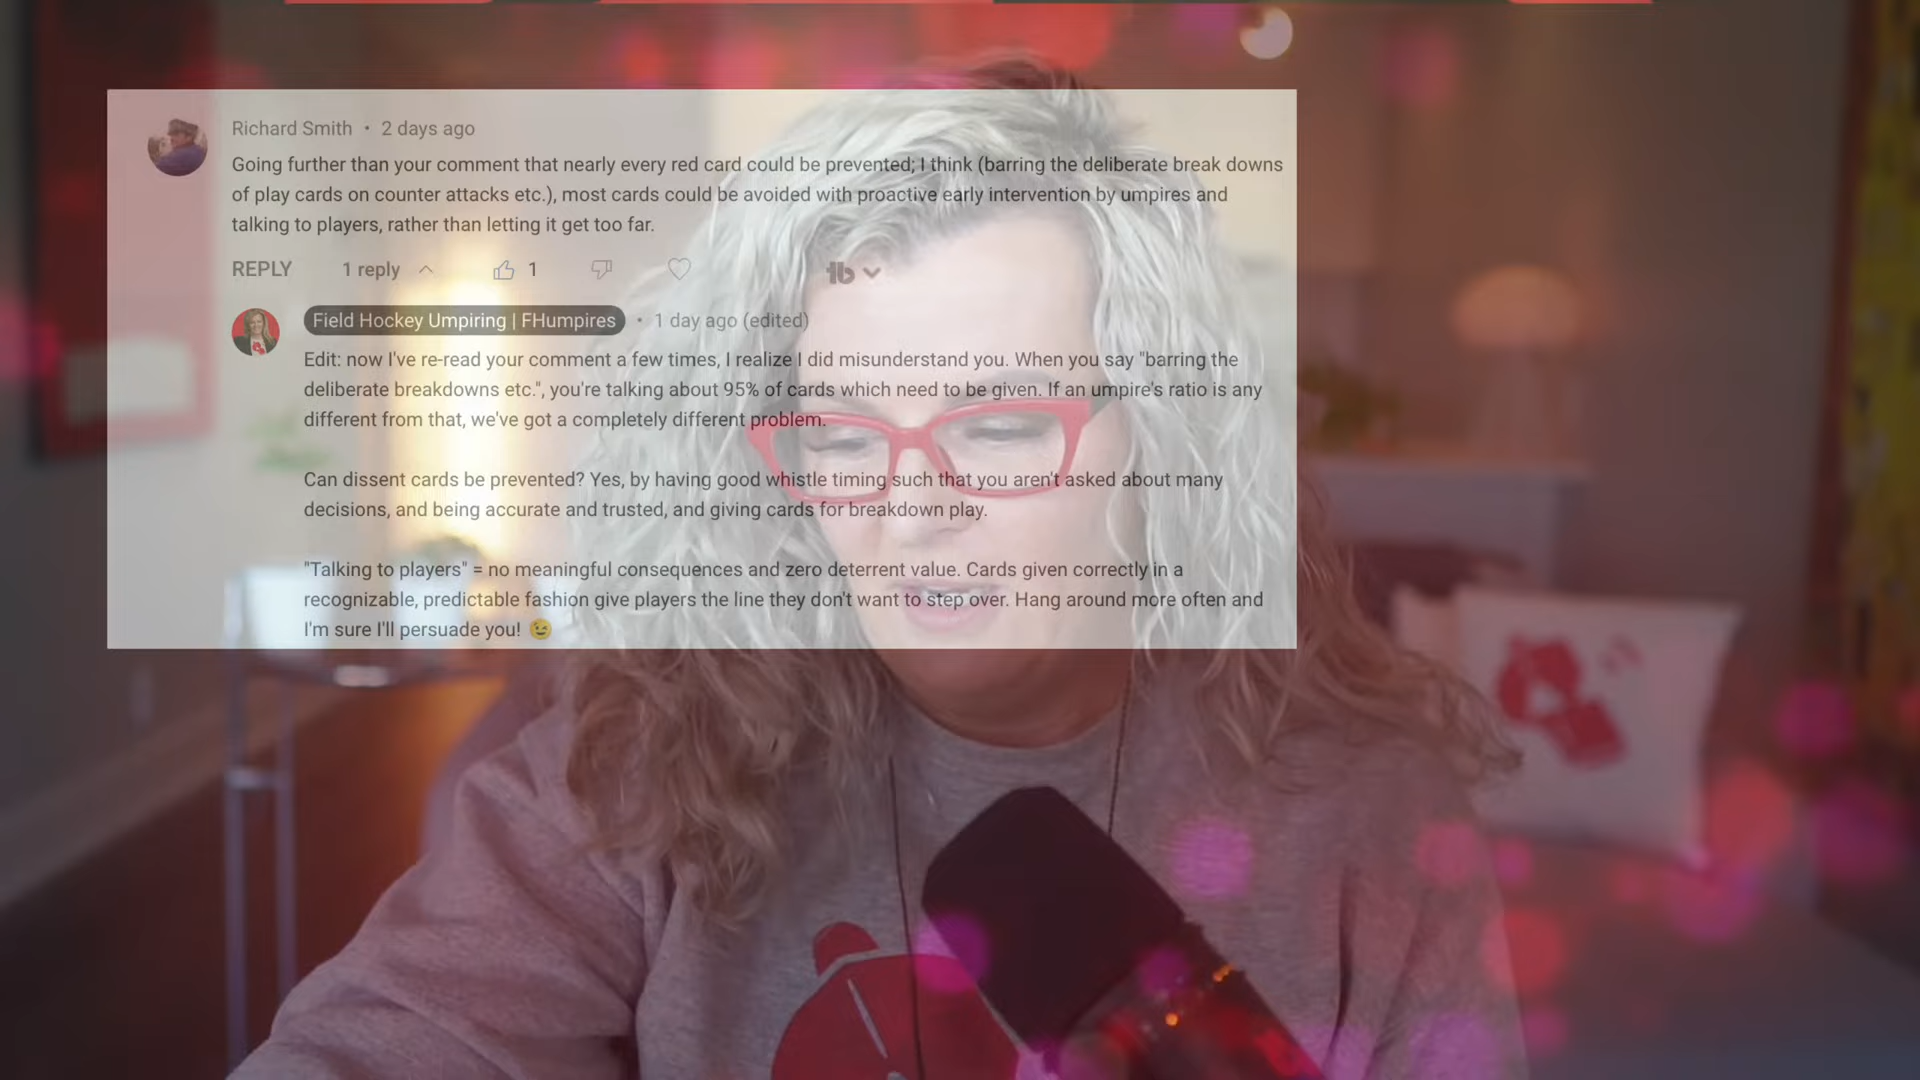 Richard Smith • 2 days ago
Going further than your comment that nearly every red card could be prevented; I think (barring the deliberate break downs
of play cards on counter attacks etc.), most cards could be avoided with proactive early intervention by umpires and
talking to players, rather than letting it get too far.
REPLY 1 reply 1
Field Hockey Umpiring | FHumpires • 1 day ago (edited)
Edit: now I've re-read your comment a few times, I realize I did misunderstand you. When you say "barring the
deliberate breakdowns etc.", you're talking about 95% of cards which need to be given. If an umpire's ratio is any
different from that, we've got a completely different problem.
Can dissent cards be prevented? Yes, by having good whistle timing such that you aren't asked about many
decisions, and being accurate and trusted, and giving cards for breakdown play.
"Talking to players" = no meaningful consequences and zero deterrent value. Cards given correctly in a
recognizable, predictable fashion give players the line they don't want to step over. Hang around more often and
I'm sure I'll persuade you! 😉